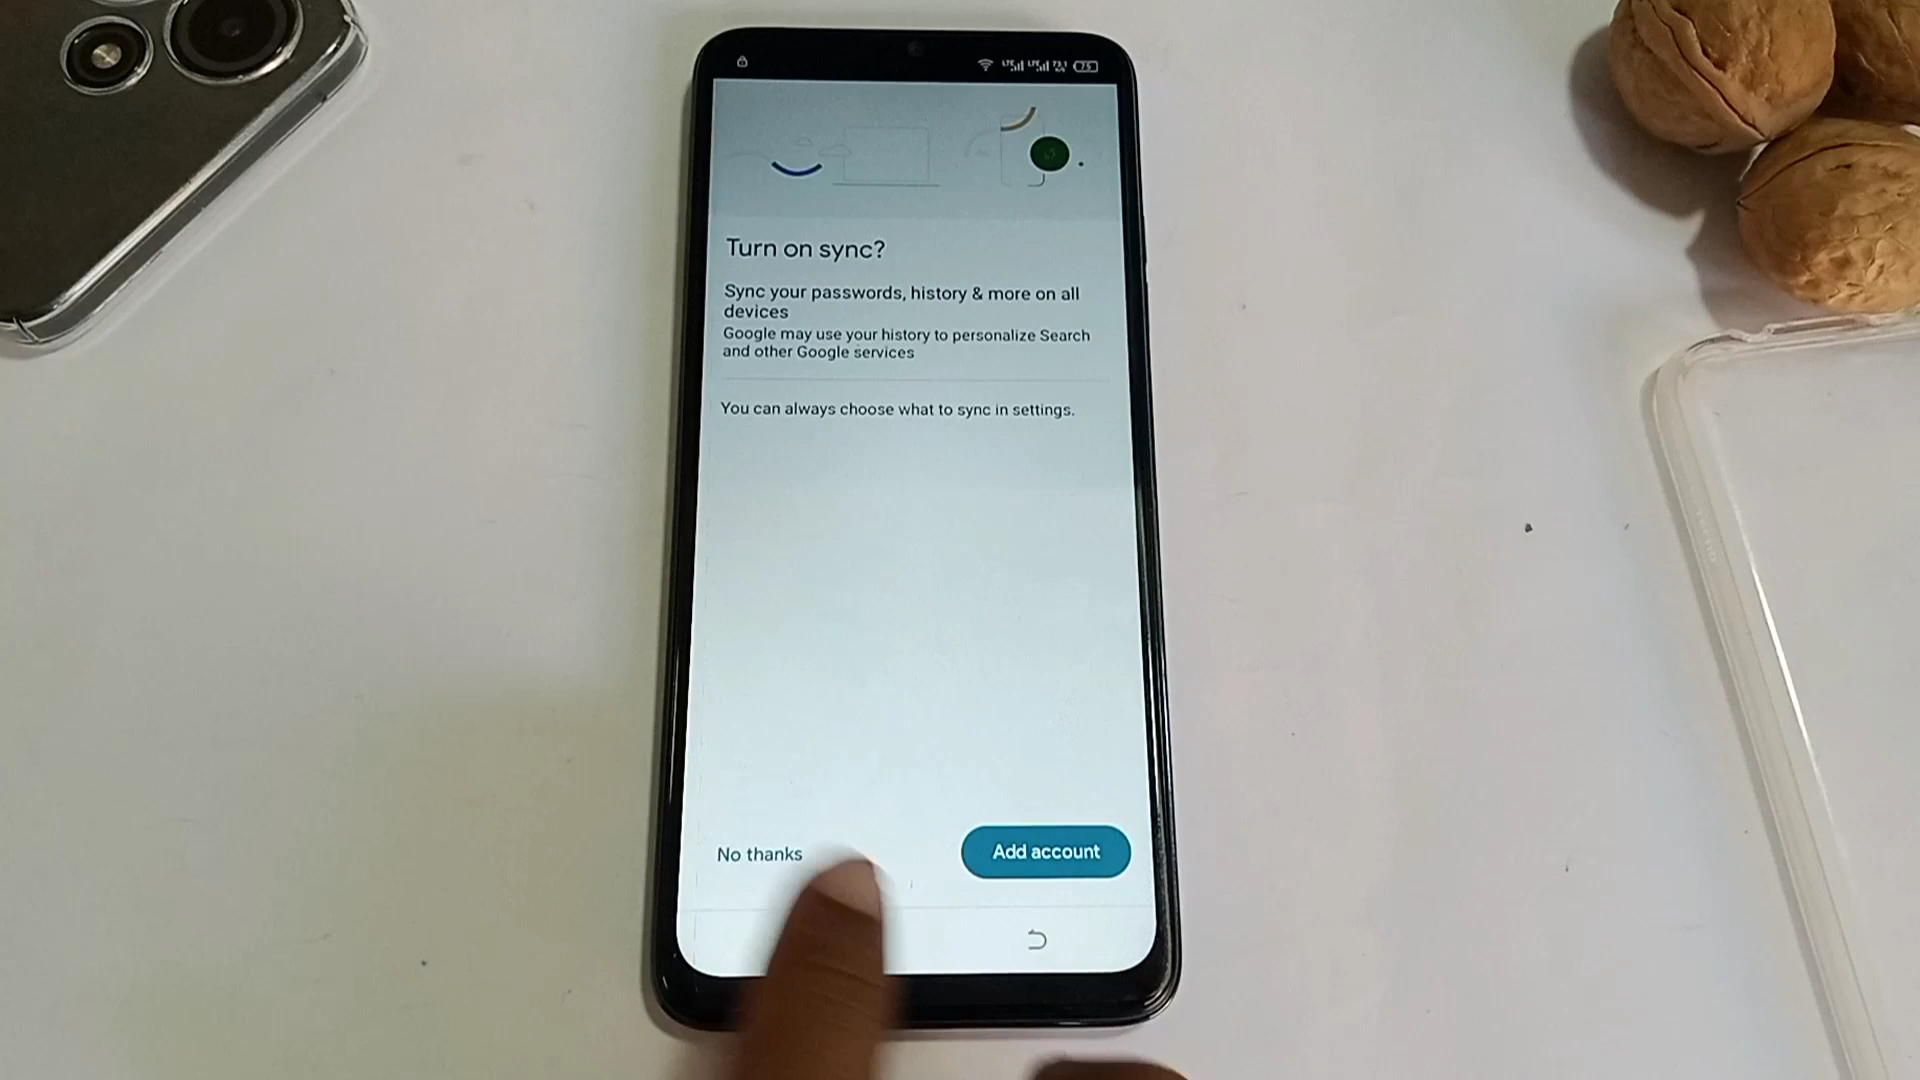 75
Turn on sync?
Sync your passwords, history & more on all
devices
Google may use your history to personalize Search
and other Google services
You can always choose what to sync in settings.
No thanks
Add account